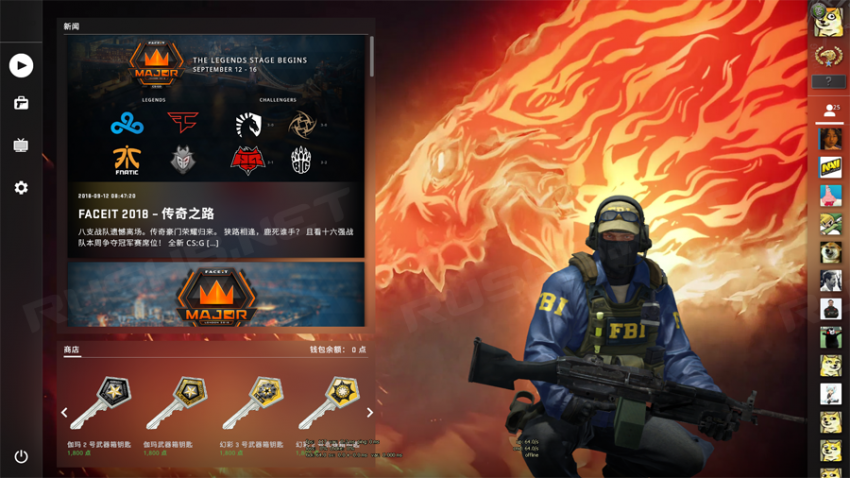 新闻
FACEIT
MAJOR
THE LEGENDS STAGE BEGINS
SEPTEMBER 12 - 16
LEGENDS
CHALLENGERS
FNATIC
BIG
2018-09-12 08:47:20
FACEIT 2018 – 传奇之路
八支战队遗憾离场。传奇豪门荣耀归来。 狭路相逢，鹿死谁手？ 且看十六强战
队本周争夺冠军赛席位！ 全新 CS:G [...]
FACEIT
MAJOR
商店
钱包余额： 0 点
伽玛 2 号武器箱钥匙
伽玛武器箱钥匙
幻彩 3 号武器箱钥匙
1,800 点
1,800 点
1,800 点
FBI
FBI
FBI
offline
?
25
NAVI